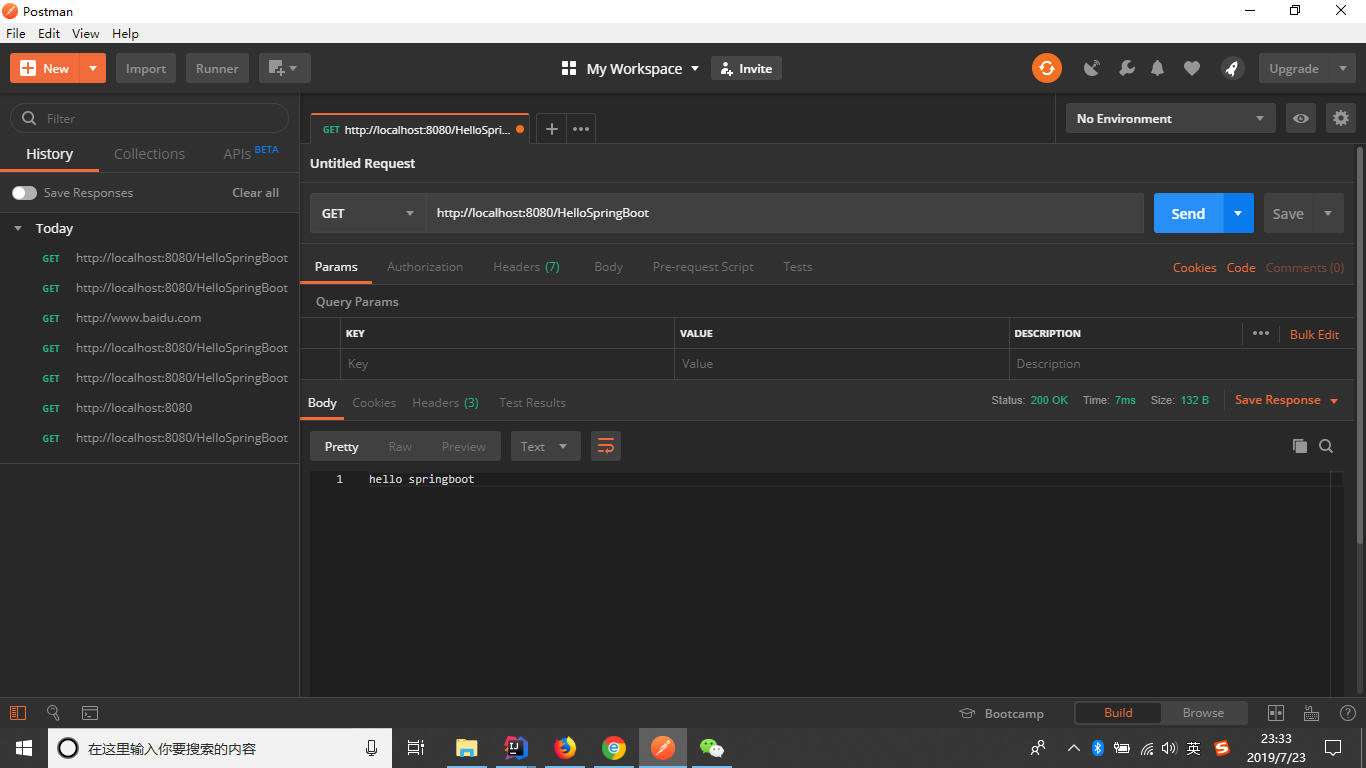 Postman
File Edit View Help
New Import Runner My Workspace Invite Upgrade
Filter
History Collections APIs BETA
Save Responses Clear all
Today
GET http://localhost:8080/HelloSpringBoot
GET http://localhost:8080/HelloSpringBoot
GET http://www.baidu.com
GET http://localhost:8080/HelloSpringBoot
GET http://localhost:8080/HelloSpringBoot
GET http://localhost:8080
GET http://localhost:8080/HelloSpringBoot
GET http://localhost:8080/HelloSpri... No Environment
Untitled Request
GET http://localhost:8080/HelloSpringBoot Send Save
Params Authorization Headers (7) Body Pre-request Script Tests Cookies Code Comments (0)
Query Params
KEY VALUE DESCRIPTION Bulk Edit
Key Value Description
Body Cookies Headers (3) Test Results Status: 200 OK Time: 7ms Size: 132 B Save Response
Pretty Raw Preview Text
1 hello springboot
Bootcamp Build Browse
在这里输入你要搜索的内容
英
23:33
2019/7/23